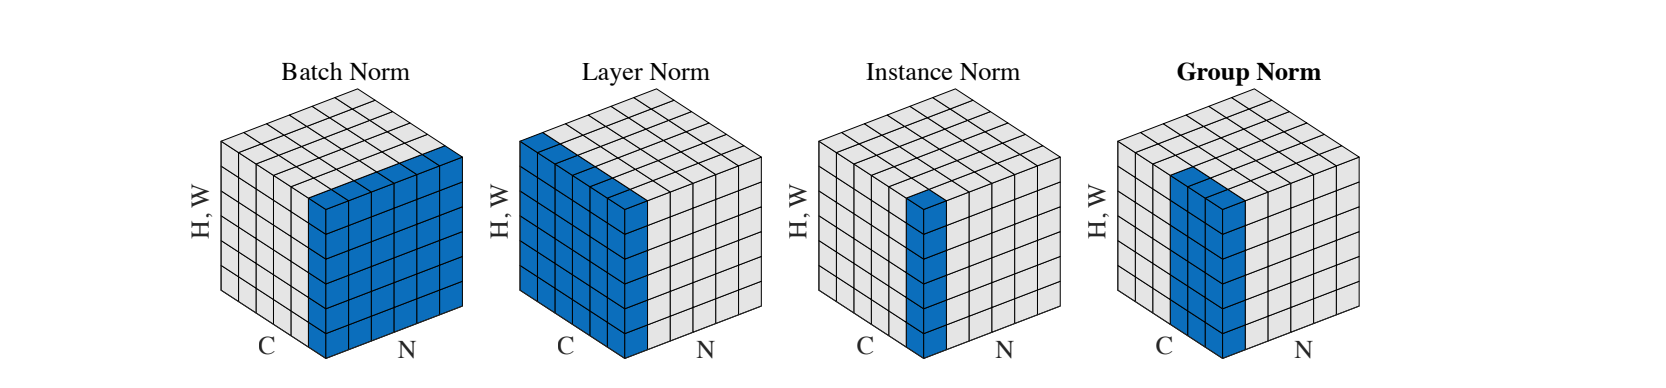 Batch Norm
Layer Norm
Instance Norm
Group Norm
H, W
C
N
H, W
C
N
H, W
C
N
H, W
C
N